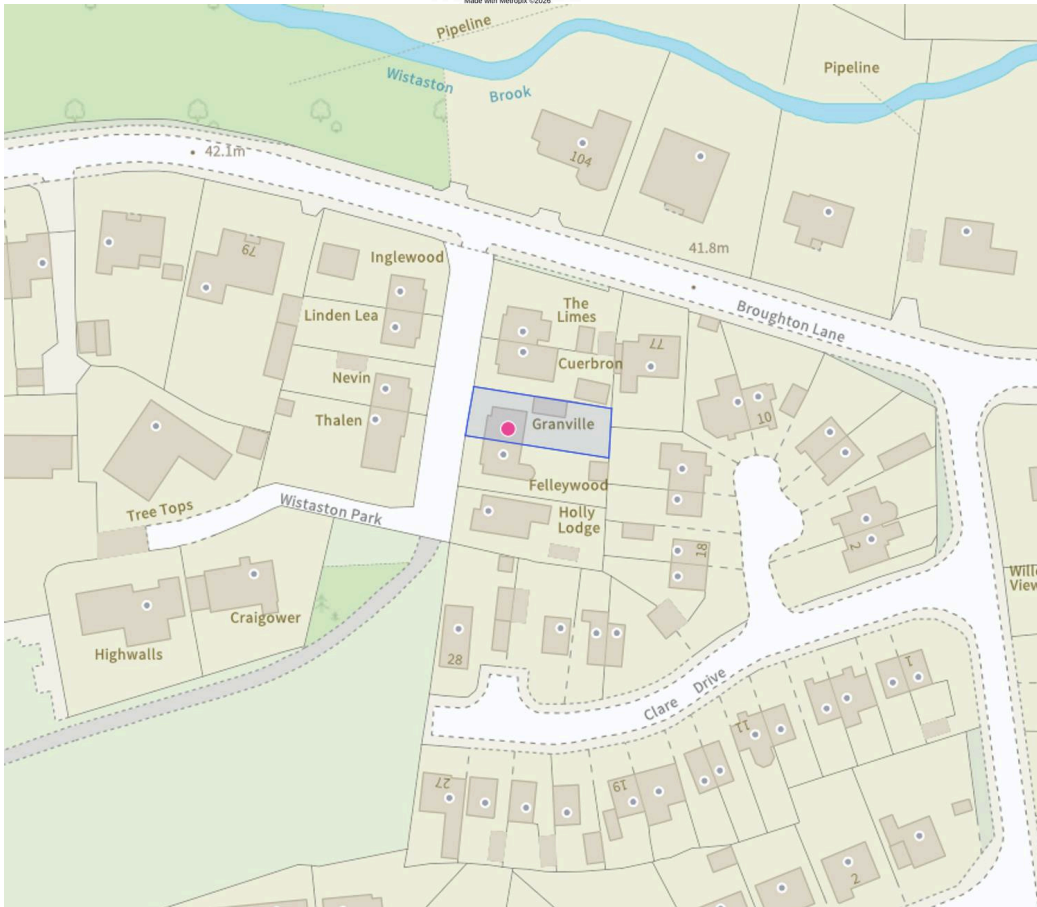 Made with Metropix ©2026
Pipeline
Wistaston
Brook
Pipeline
42.1m
104
79
Inglewood
41.8m
The
Limes
Linden Lea
Broughton Lane
77
Cuerbron
Nevin
10
Thalen
Granville
Felleywood
Wistaston Park
Tree Tops
Holly
Lodge
18
2
Craigower
Highwalls
28
1
Clare Drive
11
27
19
2